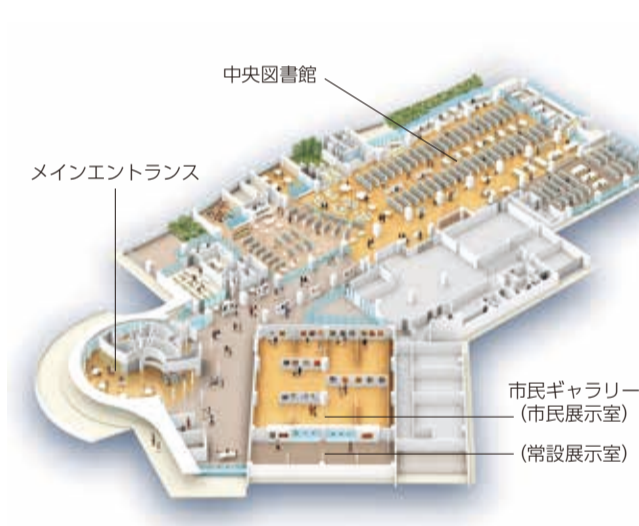 中央図書館
メインエントランス
市民ギャラリー
(市民展示室)
(常設展示室)